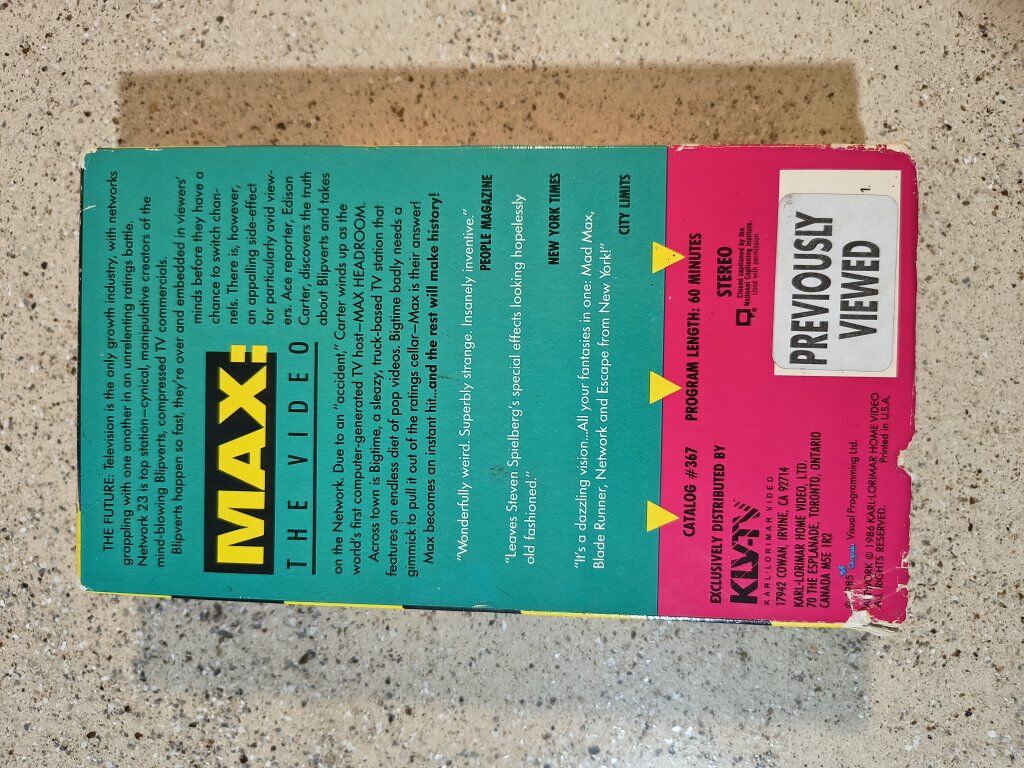 THE FUTURE: Television is the only growth industry, with networks
grappling with one another in an unrelenting ratings battle.
Network 23 is top station—cynical, manipulative creators of the
mind-blowing Blipverts, compressed TV commercials.
Blipverts happen so fast, they're over and embedded in viewers'
minds before they have a
chance to switch chan-
nels. There is, however,
an appalling side-effect
for particularly avid view-
ers. Ace reporter, Edison
Carter, discovers the truth
about Blipverts and takes
MAX:
THE VIDEO
on the Network. Due to an "accident," Carter winds up as the
world's first computer-generated TV host—MAX HEADROOM.
Across town is Bigtime, a sleazy, truck-based TV station that
features an endless diet of pop videos. Bigtime badly needs a
gimmick to pull it out of the ratings cellar—Max is their answer!
Max becomes an instant hit...and the rest will make history!
"Wonderfully weird. Superbly strange. Insanely inventive."
PEOPLE MAGAZINE
"Leaves Steven Spielberg's special effects looking hopelessly
old fashioned."
NEW YORK TIMES
"It's a dazzling vision...All your fantasies in one: Mad Max,
Blade Runner, Network and Escape from New York!"
CITY LIMITS
CATALOG #367
PROGRAM LENGTH: 60 MINUTES
EXCLUSIVELY DISTRIBUTED BY
KLV-TV
KARL-LORIMAR VIDEO
17942 COWAN, IRVINE, CA 92714
KARL-LORIMAR HOME VIDEO, LTD.
70 THE ESPLANADE, TORONTO, ONTARIO
CANADA M5E 1R2
STEREO
Closed captioned by the
National Captioning Institute.
Used with permission
PREVIOUSLY
VIEWED
1985 Visual Programming Ltd.
ARTWORK © 1986 KARL-LORIMAR HOME VIDEO
ALL RIGHTS RESERVED.
Printed in U.S.A.